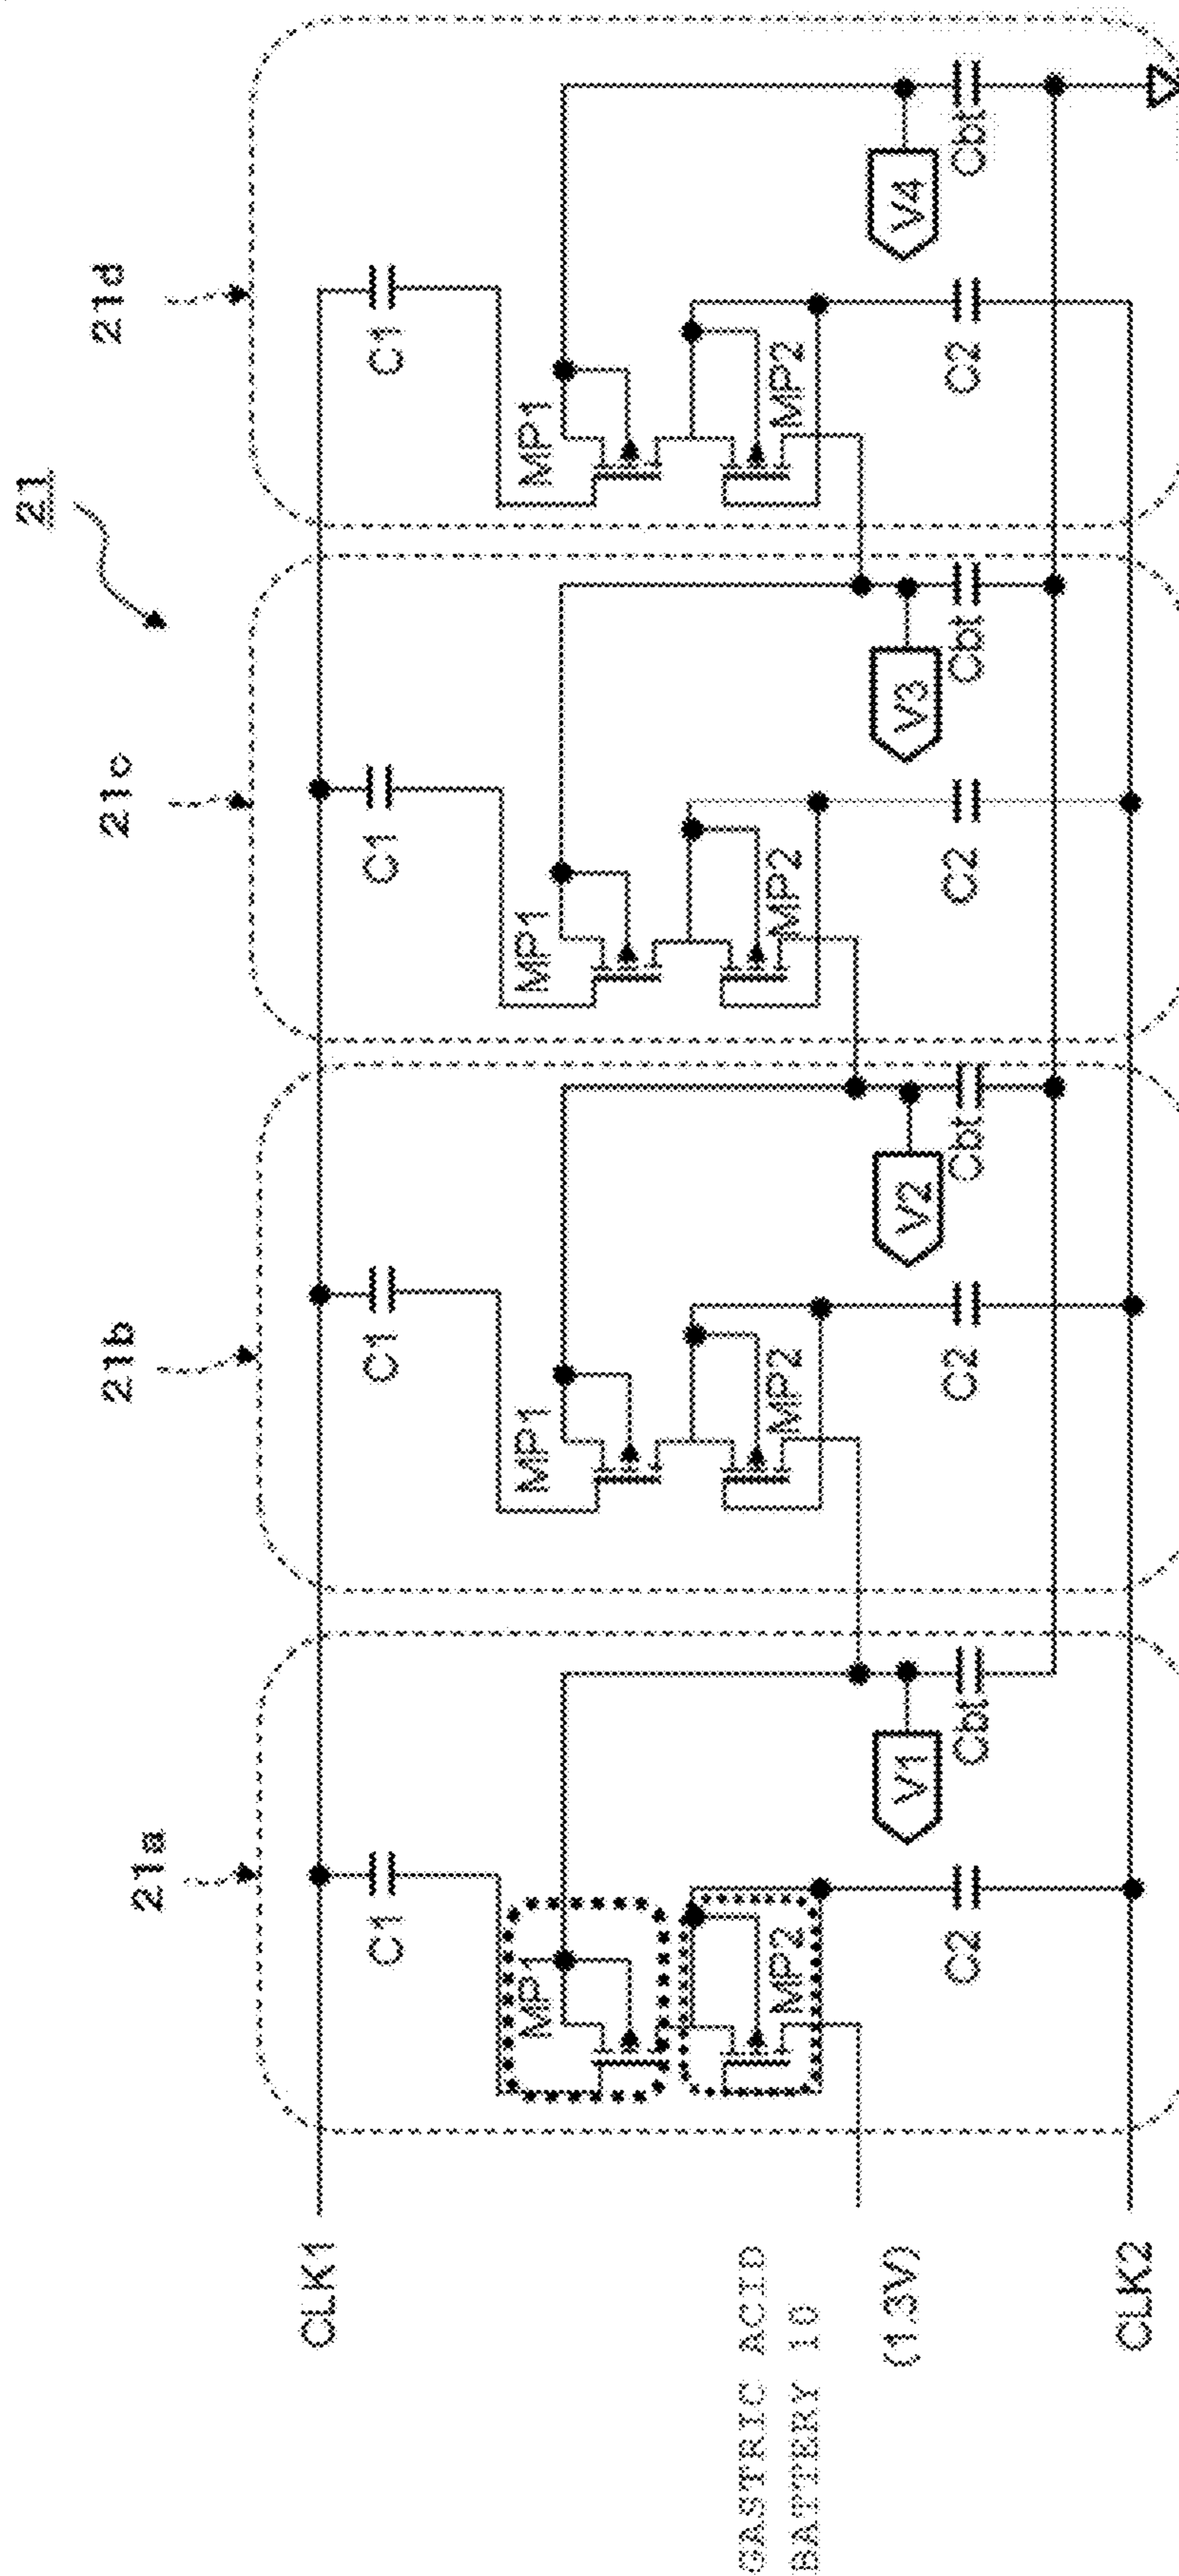 21
21a
21b
21c
21d
CLK1
C1
C1
C1
C1
MP1
MP1
MP1
MP1
MP2
MP2
MP2
MP2
GASTRIC ACID
BATTERY 10
(1.3V)
V1
V2
V3
V4
C2
Cbt
C2
Cbt
C2
Cbt
C2
Cbt
CLK2